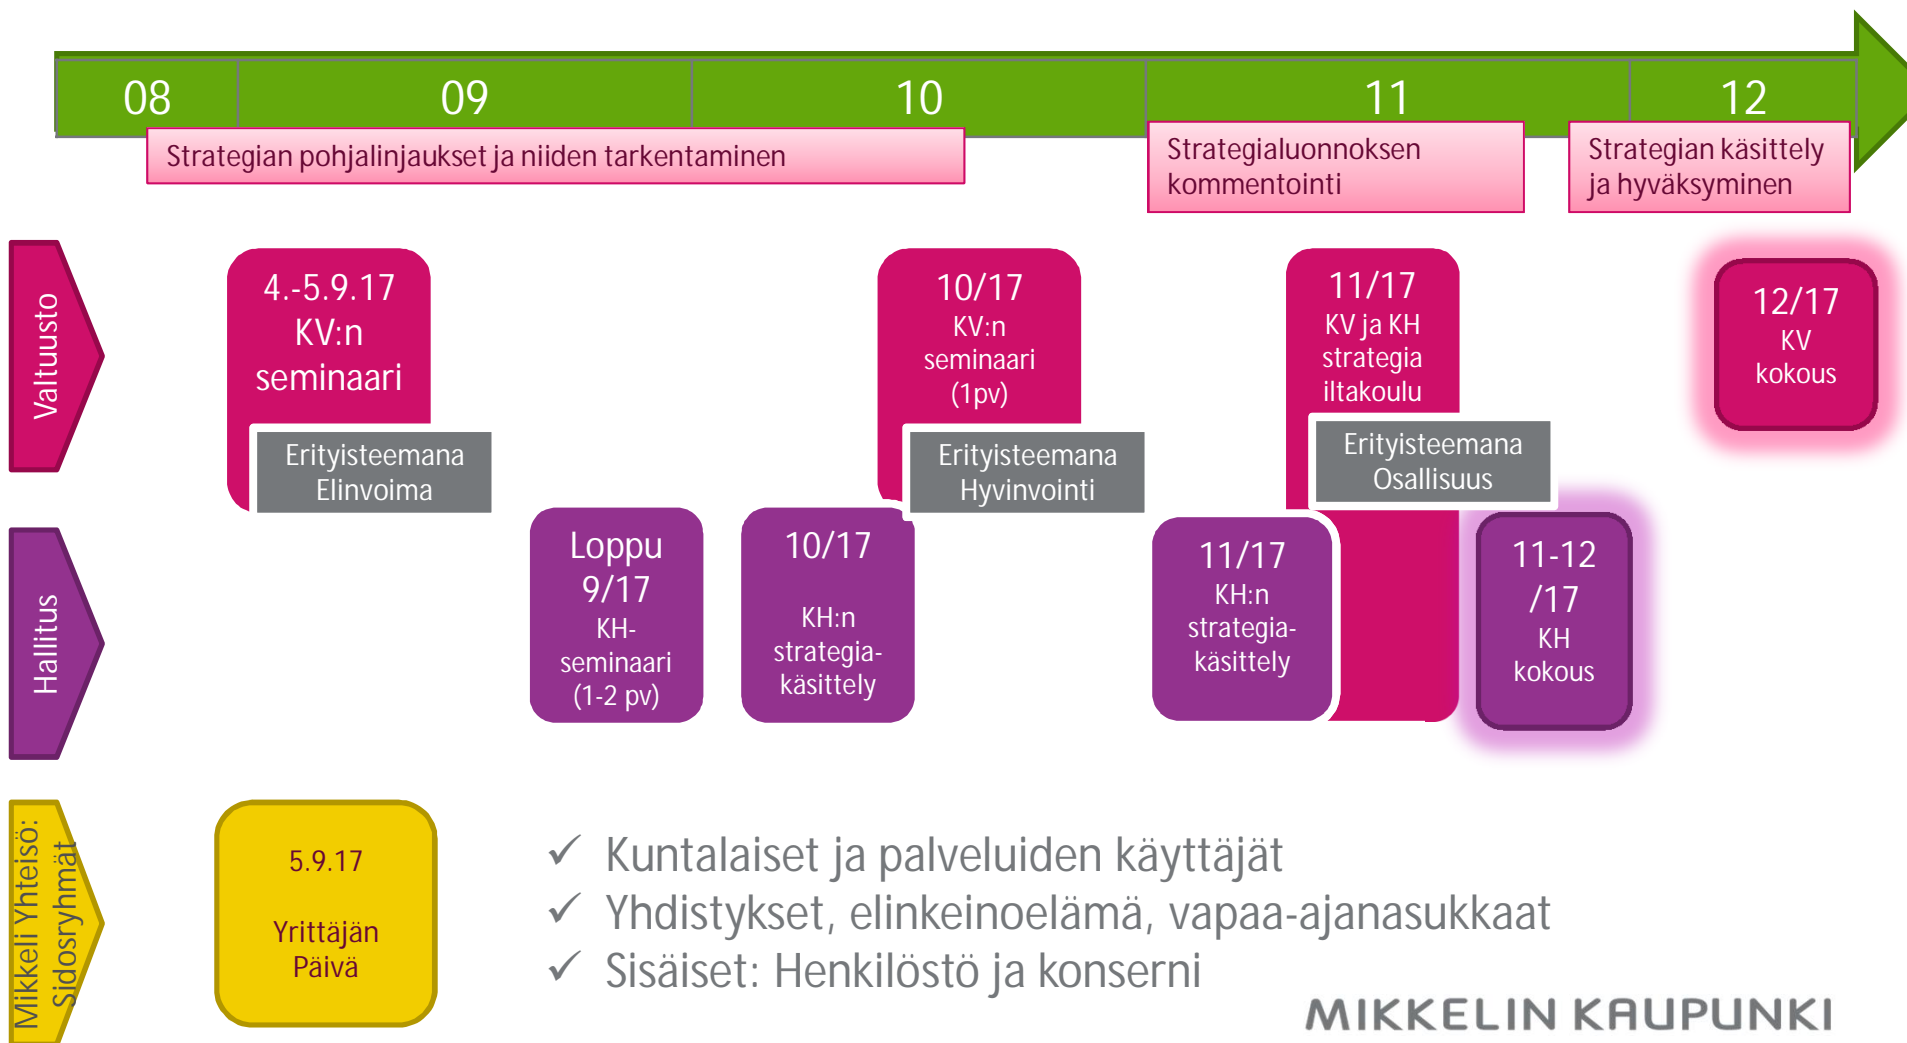 08
09
10
11
12
Strategian pohjalinjaukset ja niiden tarkentaminen
Strategialuonnoksen
kommentointi
Strategian käsittely
ja hyväksyminen
Valtuusto
4.-5.9.17
KV:n
seminaari
Erityisteemana
Elinvoima
10/17
KV:n
seminaari
(1pv)
Erityisteemana
Hyvinvointi
11/17
KV ja KH
strategia
iltakoulu
Erityisteemana
Osallisuus
12/17
KV
kokous
Hallitus
Loppu
9/17
KH-
seminaari
(1-2 pv)
10/17
KH:n
strategia-
käsittely
11/17
KH:n
strategia-
käsittely
11-12
/17
KH
kokous
Mikkeli Yhteisö:
Sidosryhmät
5.9.17
Yrittäjän
Päivä
✓ Kuntalaiset ja palveluiden käyttäjät
✓ Yhdistykset, elinkeinoelämä, vapaa-ajanasukkaat
✓ Sisäiset: Henkilöstö ja konserni
MIKKELIN KAUPUNKI